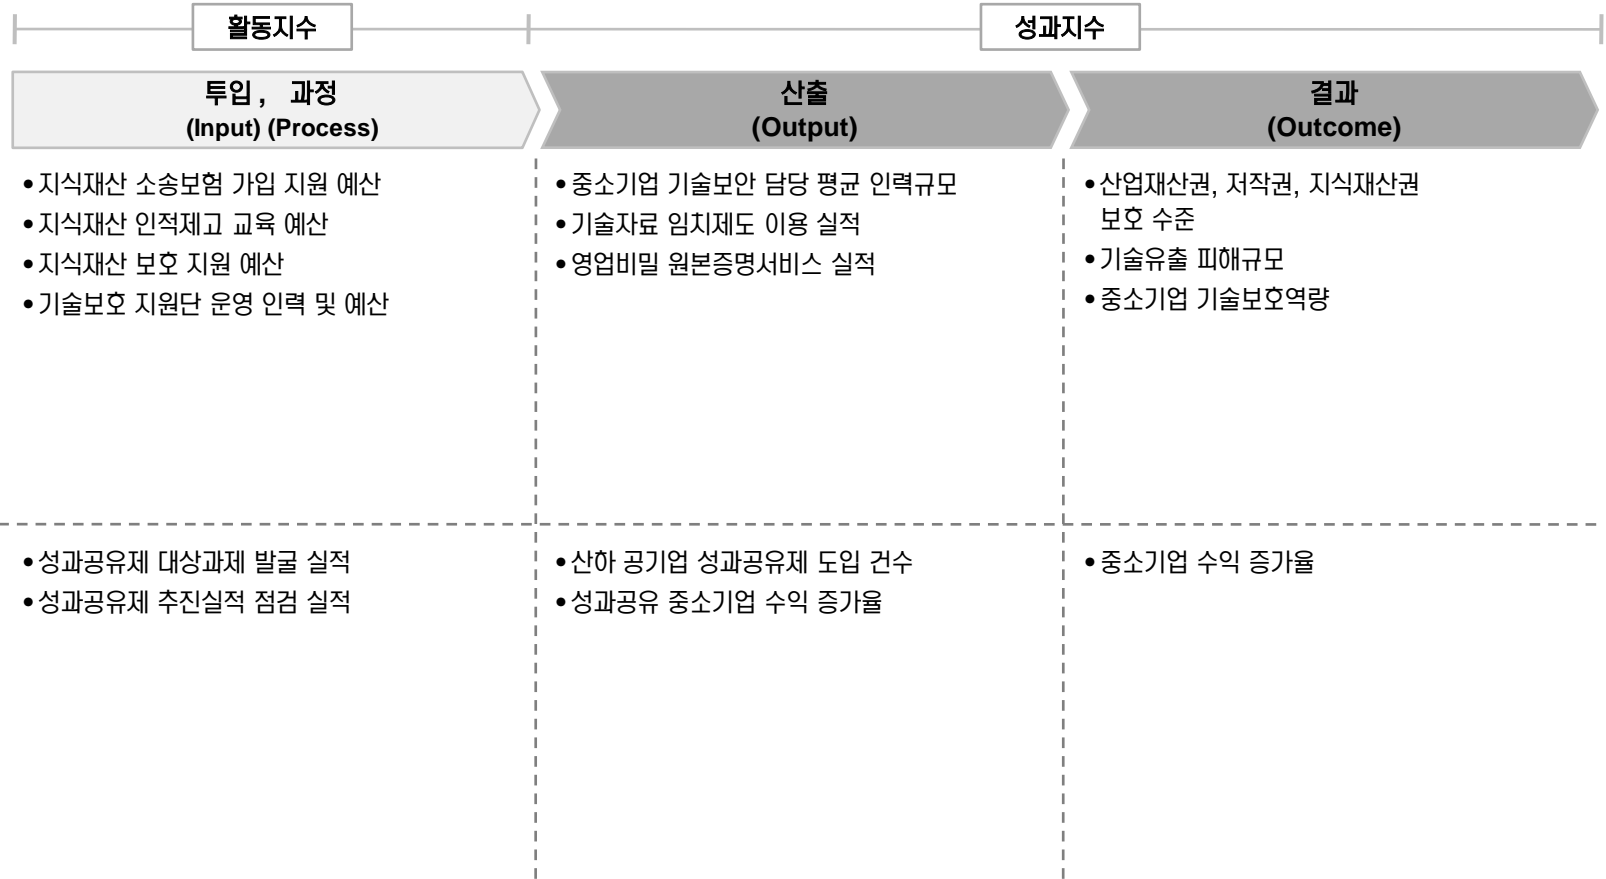 활동지수
성과지수
투입, 과정
(Input) (Process)
산출
(Output)
결과
(Outcome)
•지식재산 소송보험 가입 지원 예산
•지식재산 인적제고 교육 예산
•지식재산 보호 지원 예산
•기술보호 지원단 운영 인력 및 예산
•중소기업 기술보안 담당 평균 인력규모
•기술자료 임치제도 이용 실적
•영업비밀 원본증명서비스 실적
•산업재산권, 저작권, 지식재산권
보호 수준
•기술유출 피해규모
•중소기업 기술보호역량
•성과공유제 대상과제 발굴 실적
•성과공유제 추진실적 점검 실적
•산하 공기업 성과공유제 도입 건수
•성과공유 중소기업 수익 증가율
•중소기업 수익 증가율